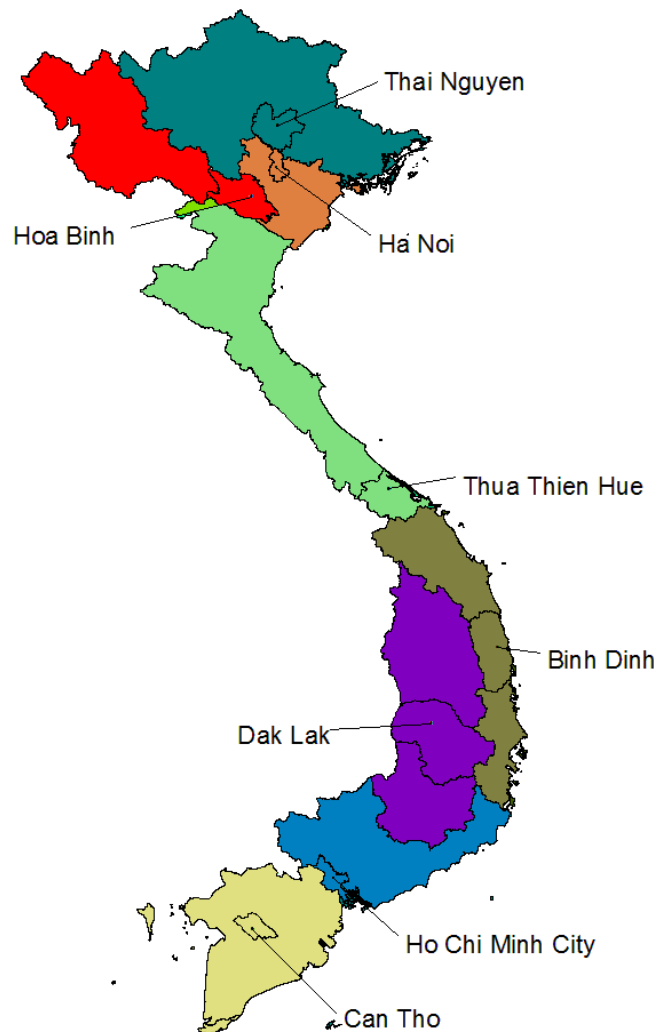 Thai Nguyen
Hoa Binh
Ha Noi
Thua Thien Hue
Binh Dinh
Dak Lak
Ho Chi Minh City
Can Tho